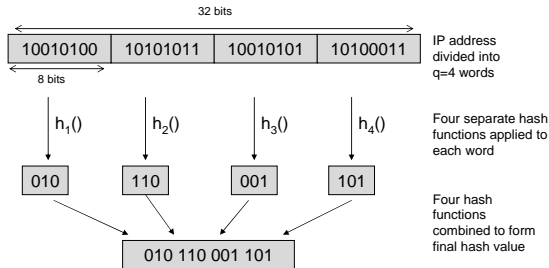 32 bits
10010100 10101011 10010101 10100011
8 bits
IP address
divided into
q=4 words
h1() h2() h3() h4()
Four separate hash
functions applied to
each word
010 110 001 101
Four hash
functions
combined to form
final hash value
010 110 001 101